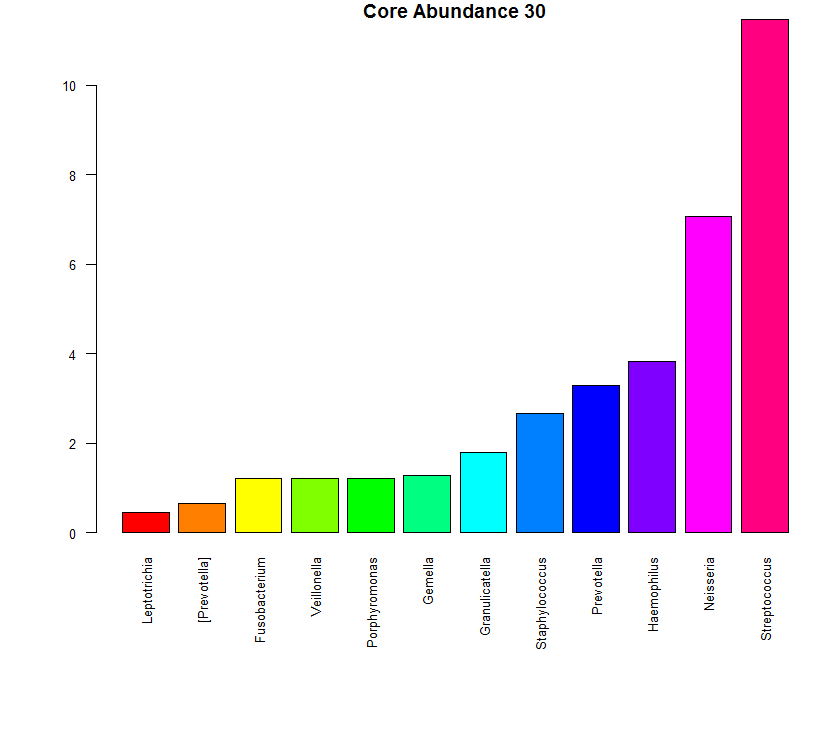 Core Abundance 30
10
8
6
4
2
0
Leptotrichia
[Prevotella]
Fusobacterium
Veillonella
Porphyromonas
Gemella
Granulicatella
Staphylococcus
Prevotella
Haemophilus
Neisseria
Streptococcus